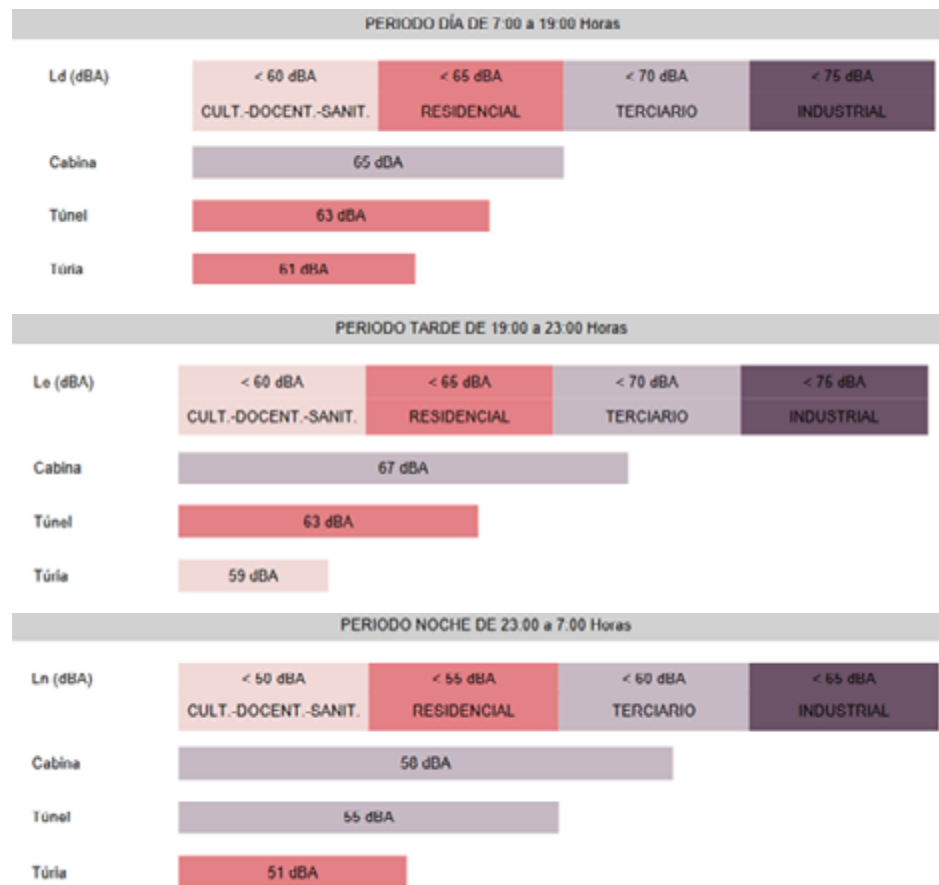 PERIODO DÍA DE 7:00 a 19:00 Horas
Ld (dBA) < 60 dBA < 65 dBA < 70 dBA < 75 dBA
CULT.-DOCENT.-SANIT. RESIDENCIAL TERCIARIO INDUSTRIAL
Cabina 65 dBA
Túnel 63 dBA
Túria 61 dBA
PERIODO TARDE DE 19:00 a 23:00 Horas
Le (dBA) < 60 dBA < 65 dBA < 70 dBA < 75 dBA
CULT.-DOCENT.-SANIT. RESIDENCIAL TERCIARIO INDUSTRIAL
Cabina 67 dBA
Túnel 63 dBA
Túria 59 dBA
PERIODO NOCHE DE 23:00 a 7:00 Horas
Ln (dBA) < 50 dBA < 55 dBA < 60 dBA < 65 dBA
CULT.-DOCENT.-SANIT. RESIDENCIAL TERCIARIO INDUSTRIAL
Cabina 58 dBA
Túnel 55 dBA
Túria 51 dBA